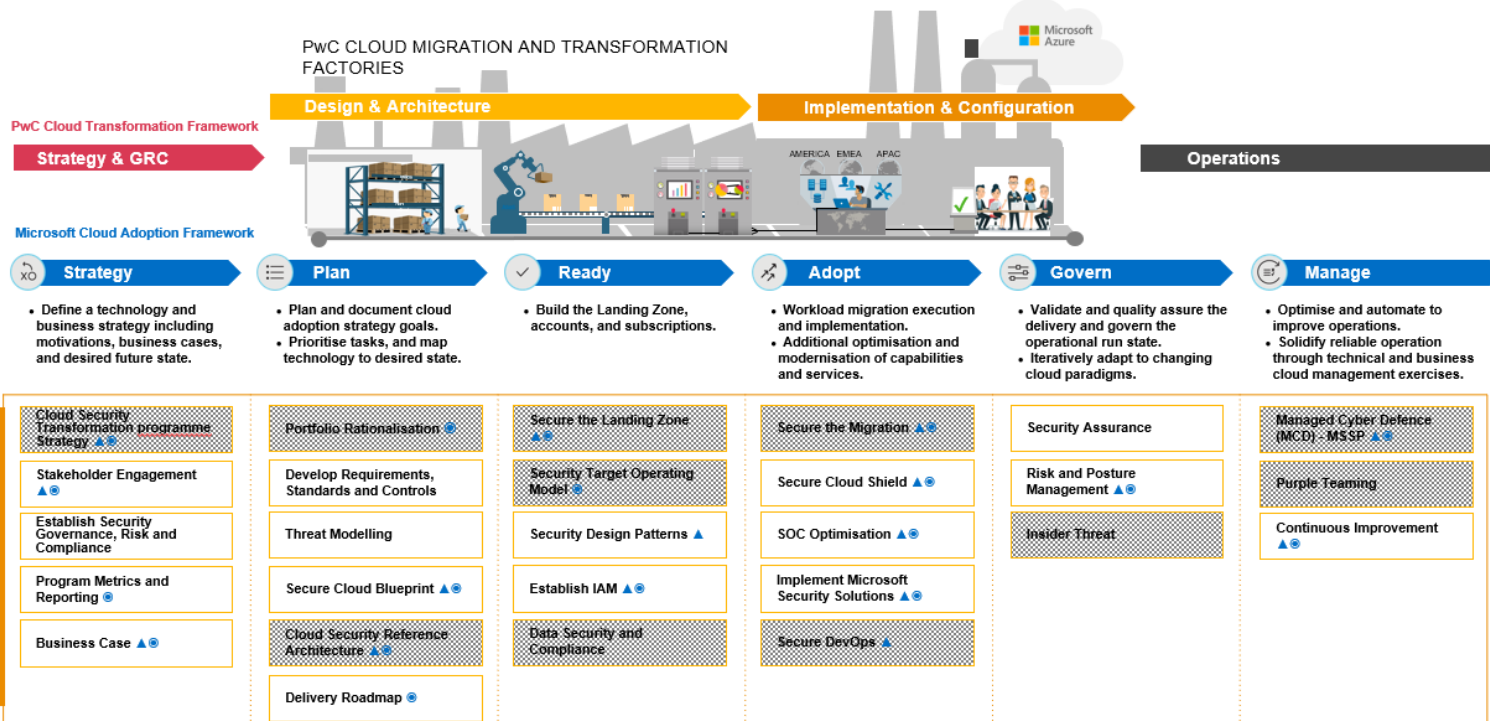 PwC CLOUD MIGRATION AND TRANSFORMATION
FACTORIES
Microsoft
Azure
Design & Architecture
Implementation & Configuration
PwC Cloud Transformation Framework
Strategy & GRC
AMERICA EMEA APAC
Operations
Microsoft Cloud Adoption Framework
Strategy
Plan
Ready
Adopt
Govern
Manage
• Define a technology and
business strategy including
motivations, business cases,
and desired future state.
• Plan and document cloud
adoption strategy goals.
• Prioritise tasks, and map
technology to desired state.
• Build the Landing Zone,
accounts, and subscriptions.
• Workload migration execution
and implementation.
• Additional optimisation and
modernisation of capabilities
and services.
• Validate and quality assure the
delivery and govern the
operational run state.
• Iteratively adapt to changing
cloud paradigms.
• Optimise and automate to
improve operations.
• Solidify reliable operation
through technical and business
cloud management exercises.
Cloud Security
Transformation programme
Strategy
Stakeholder Engagement
Establish Security
Governance, Risk and
Compliance
Program Metrics and
Reporting
Business Case
Portfolio Rationalisation
Develop Requirements,
Standards and Controls
Threat Modelling
Secure Cloud Blueprint
Cloud Security Reference
Architecture
Delivery Roadmap
Secure the Landing Zone
Security Target Operating
Model
Security Design Patterns
Establish IAM
Data Security and
Compliance
Secure the Migration
Secure Cloud Shield
SOC Optimisation
Implement Microsoft
Security Solutions
Secure DevOps
Security Assurance
Risk and Posture
Management
Insider Threat
Managed Cyber Defence
(MCD) - MSSP
Purple Teaming
Continuous Improvement